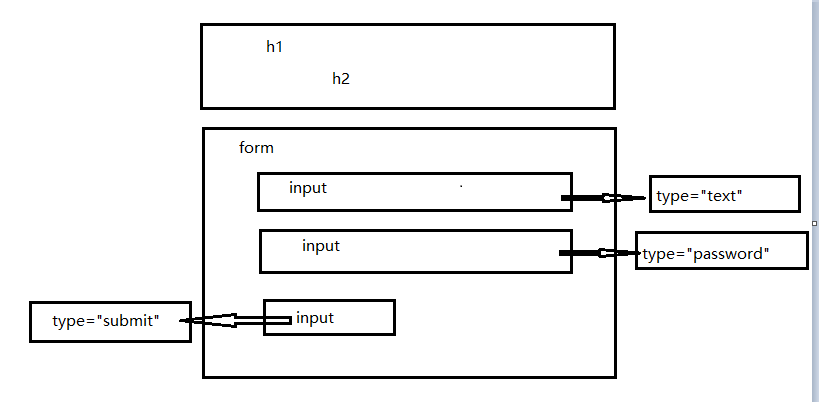 h1
h2
form
input
type="text"
input
type="password"
type="submit"
input